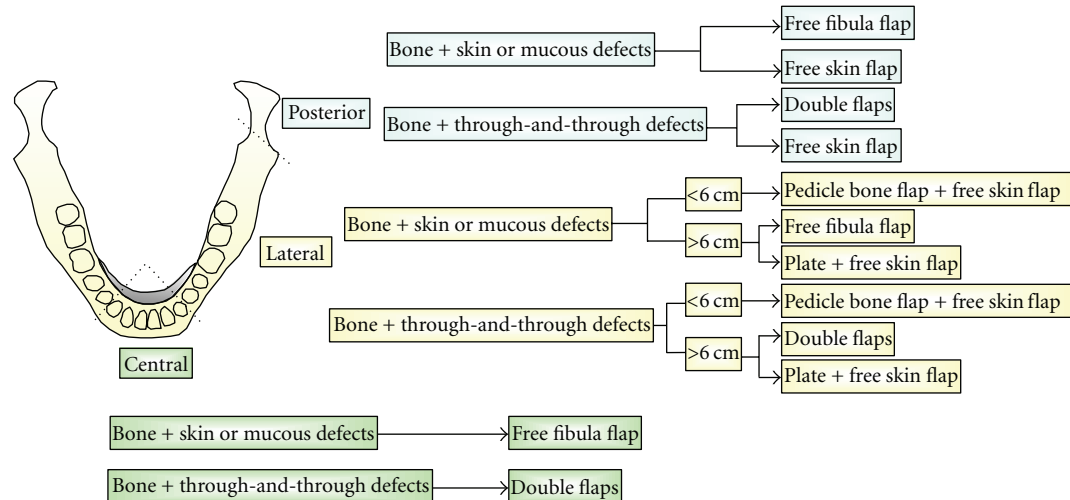 Posterior
Bone + skin or mucous defects
Free fibula flap
Free skin flap
Bone + through-and-through defects
Double flaps
Free skin flap
Lateral
Bone + skin or mucous defects
<6 cm
Pedicle bone flap + free skin flap
>6 cm
Free fibula flap
Plate + free skin flap
Bone + through-and-through defects
<6 cm
Pedicle bone flap + free skin flap
>6 cm
Double flaps
Plate + free skin flap
Central
Bone + skin or mucous defects
Free fibula flap
Bone + through-and-through defects
Double flaps